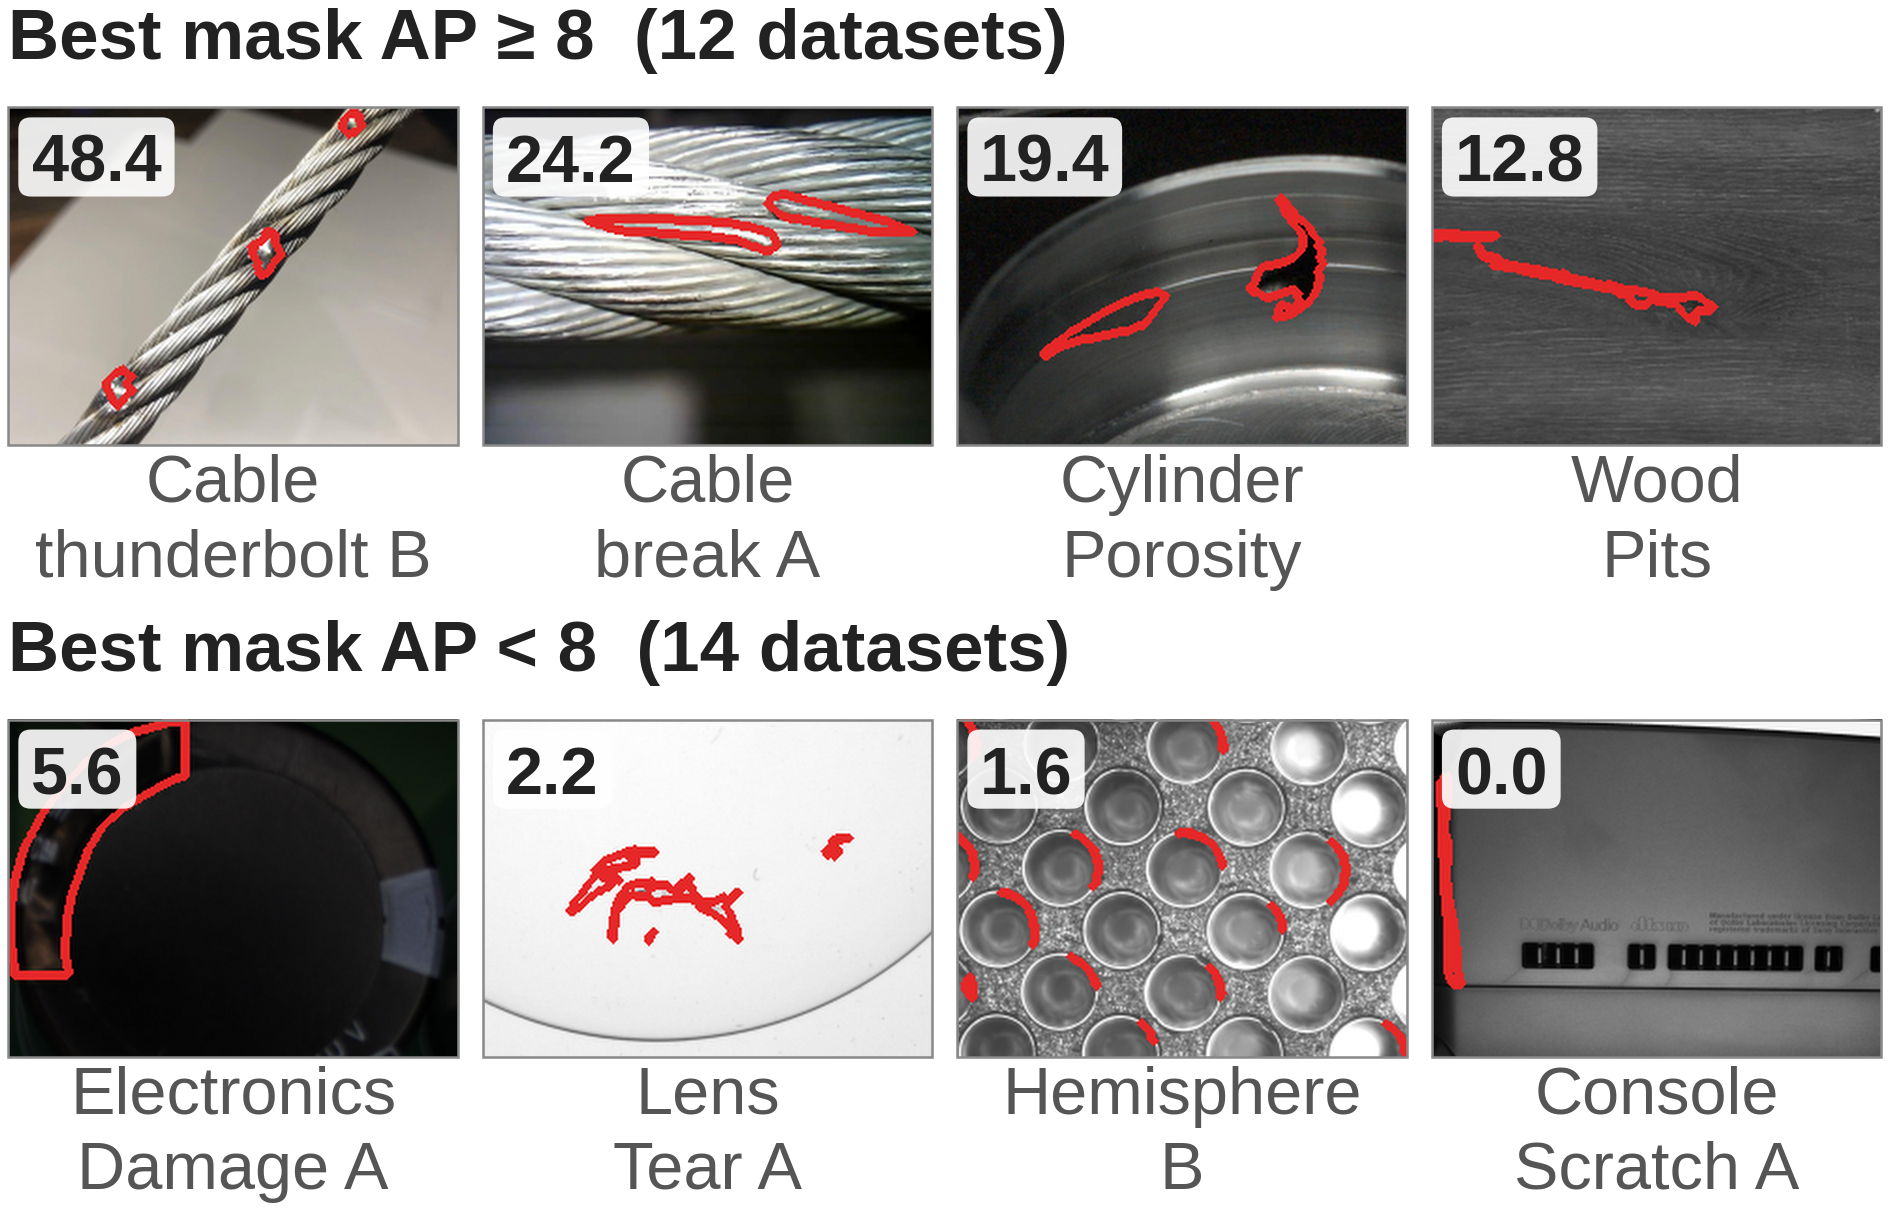 Best mask AP ≥ 8 (12 datasets)
48.4
24.2
19.4
12.8
Cable
thunderbolt B
Cable
break A
Cylinder
Porosity
Wood
Pits
Best mask AP < 8 (14 datasets)
5.6
2.2
1.6
0.0
Dolby Audio
Electronics
Damage A
Lens
Tear A
Hemisphere
B
Console
Scratch A